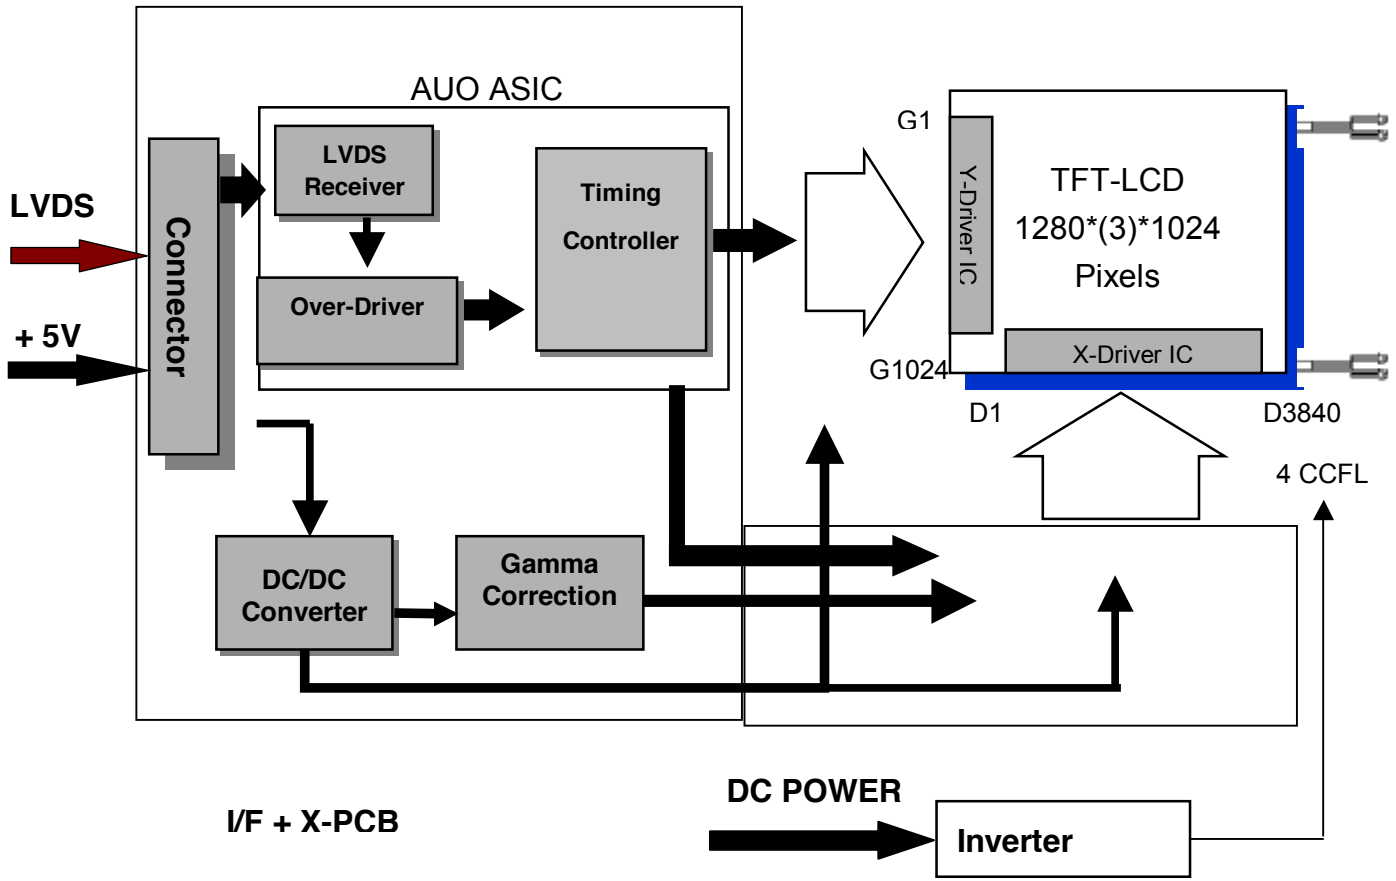 AUO ASIC
LVDS
Receiver
Timing
Controller
Over-Driver
Connector
LVDS
+ 5V
G1
Y-Driver IC
TFT-LCD
1280*(3)*1024
Pixels
X-Driver IC
G1024
D1
D3840
4 CCFL
DC/DC
Converter
Gamma
Correction
I/F + X-PCB
DC POWER
Inverter